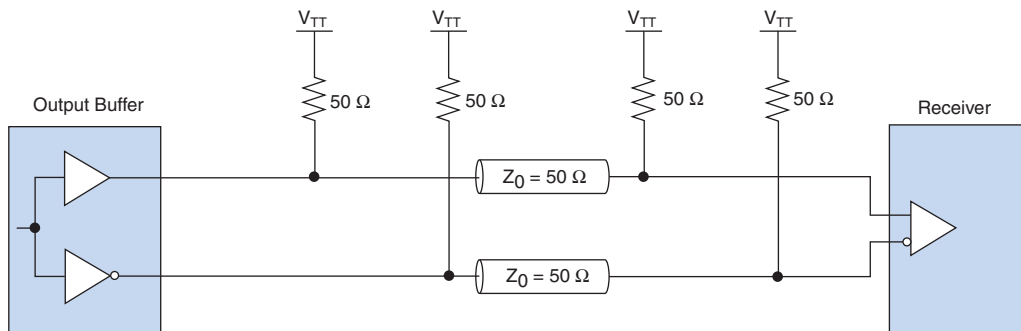 V_TT V_TT V_TT V_TT
50 Ω 50 Ω 50 Ω 50 Ω
Output Buffer Receiver
Z_0 = 50 Ω
Z_0 = 50 Ω